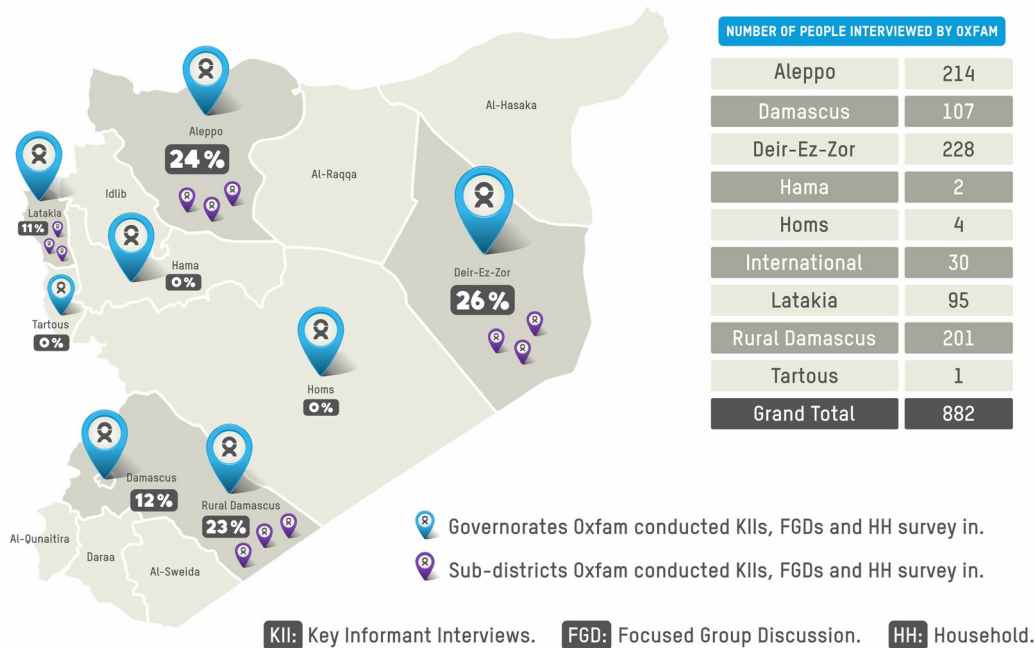 NUMBER OF PEOPLE INTERVIEWED BY OXFAM
Aleppo 214
Damascus 107
Deir-Ez-Zor 228
Hama 2
Homs 4
International 30
Latakia 95
Rural Damascus 201
Tartous 1
Grand Total 882
Al-Hasaka
Aleppo
24%
Al-Raqqa
Idlib
Latakia
11%
Hama
0%
Deir-Ez-Zor
26%
Tartous
0%
Homs
0%
Damascus
12%
Rural Damascus
23%
Al-Qunaitira
Daraa
Al-Sweida
Governorates Oxfam conducted KIIs, FGDs and HH survey in.
Sub-districts Oxfam conducted KIIs, FGDs and HH survey in.
KII: Key Informant Interviews. FGD: Focused Group Discussion. HH: Household.